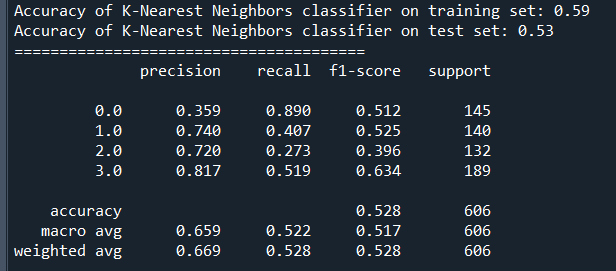 Accuracy of K-Nearest Neighbors classifier on training set: 0.59
Accuracy of K-Nearest Neighbors classifier on test set: 0.53
=======================================
precision recall f1-score support
0.0 0.359 0.890 0.512 145
1.0 0.740 0.407 0.525 140
2.0 0.720 0.273 0.396 132
3.0 0.817 0.519 0.634 189
accuracy 0.528 606
macro avg 0.659 0.522 0.517 606
weighted avg 0.669 0.528 0.528 606